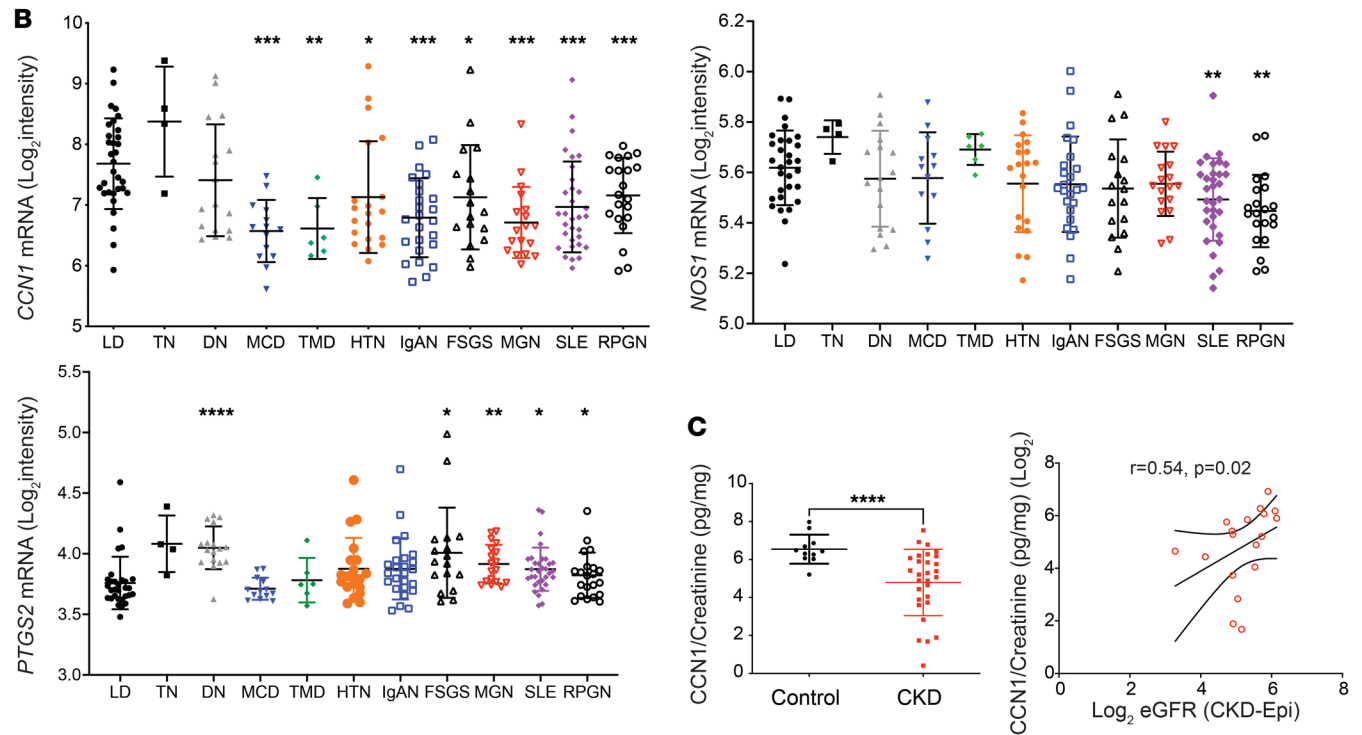 B
CCN1 mRNA (Log2intensity)
10
9
8
7
6
5
*** ** * *** * *** *** ***
LD TN DN MCD TMD HTN IgAN FSGS MGN SLE RPGN
NOS1 mRNA (Log2intensity)
6.2
6.0
5.8
5.6
5.4
5.2
5.0
** **
LD TN DN MCD TMD HTN IgAN FSGS MGN SLE RPGN
PTGS2 mRNA (Log2intensity)
5.5
5.0
4.5
4.0
3.5
3.0
**** * ** * *
LD TN DN MCD TMD HTN IgAN FSGS MGN SLE RPGN
C
CCN1/Creatinine (pg/mg)
10
8
6
4
2
0
****
Control CKD
CCN1/Creatinine (pg/mg) (Log2)
8
6
4
2
0
r=0.54, p=0.02
0 2 4 6 8
Log2 eGFR (CKD-Epi)